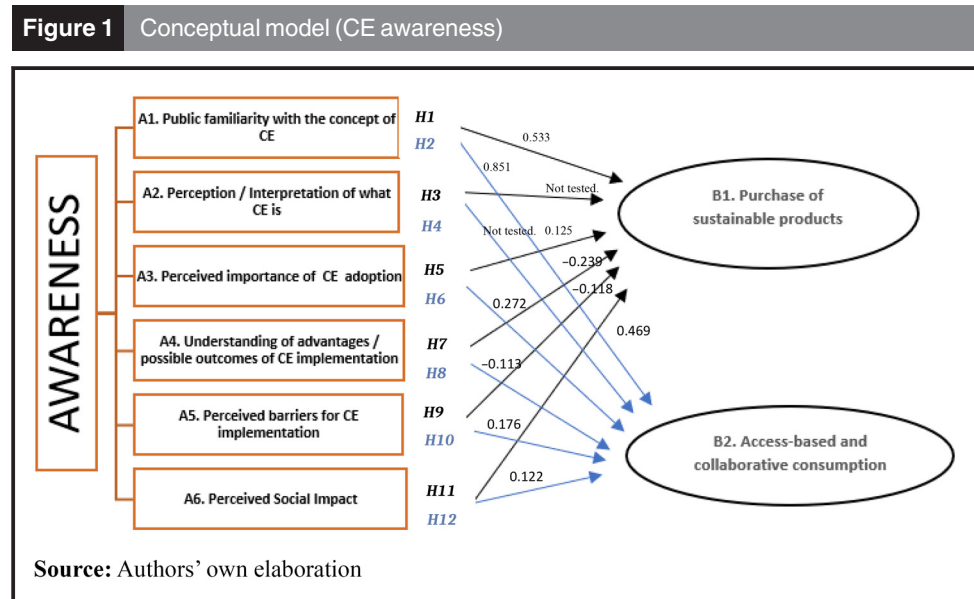 Figure 1 Conceptual model (CE awareness)
AWARENESS
A1. Public familiarity with the concept of
CE
A2. Perception / Interpretation of what
CE is
A3. Perceived importance of CE adoption
A4. Understanding of advantages /
possible outcomes of CE implementation
A5. Perceived barriers for CE
implementation
A6. Perceived Social Impact
H1
H2
H3
H4
H5
H6
H7
H8
H9
H10
H11
H12
0.533
0.851
Not tested.
Not tested. 0.125
-0.239
-0.118
0.272
0.469
-0.113
0.176
0.122
B1. Purchase of
sustainable products
B2. Access-based and
collaborative consumption
Source: Authors' own elaboration